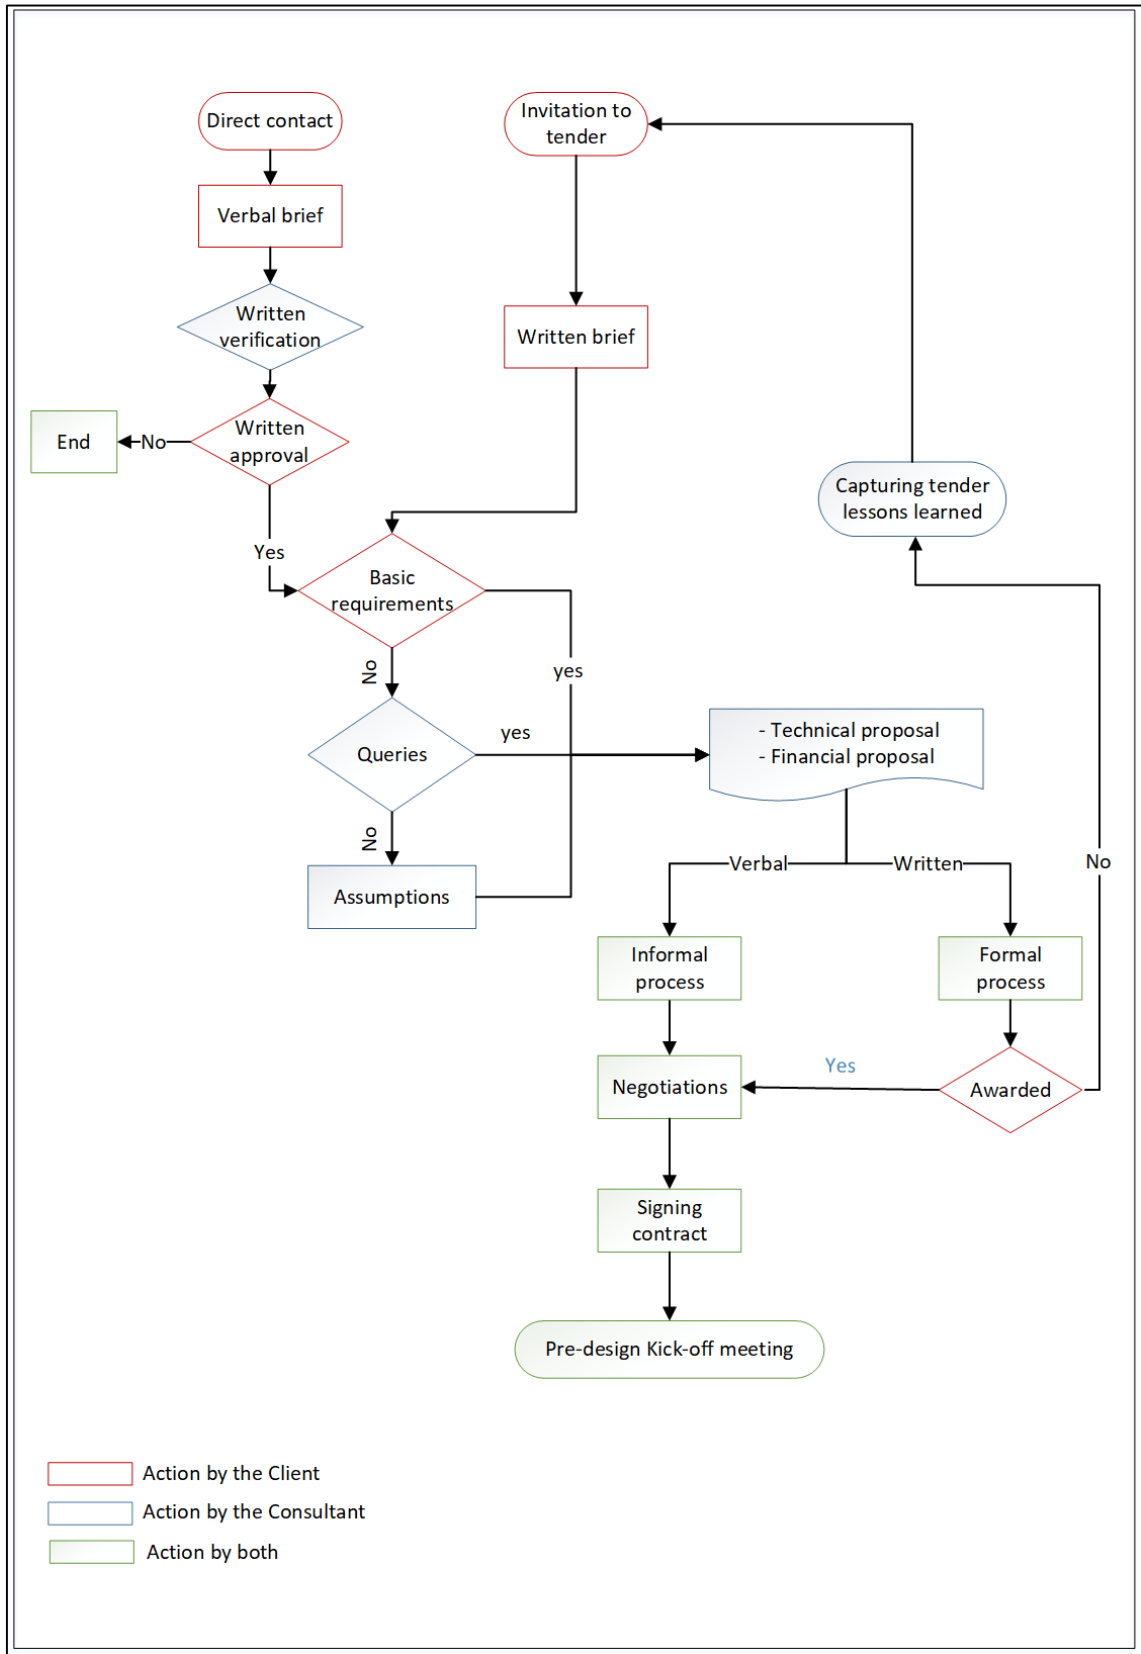 Direct contact
Invitation to
tender
Verbal brief
Written
verification
Written brief
End
No
Written
approval
Capturing tender
lessons learned
Yes
Basic
requirements
No
yes
Queries
yes
- Technical proposal
- Financial proposal
No
Assumptions
Verbal
Written
No
Informal
process
Formal
process
Negotiations
Yes
Awarded
Signing
contract
Pre-design Kick-off meeting
Action by the Client
Action by the Consultant
Action by both